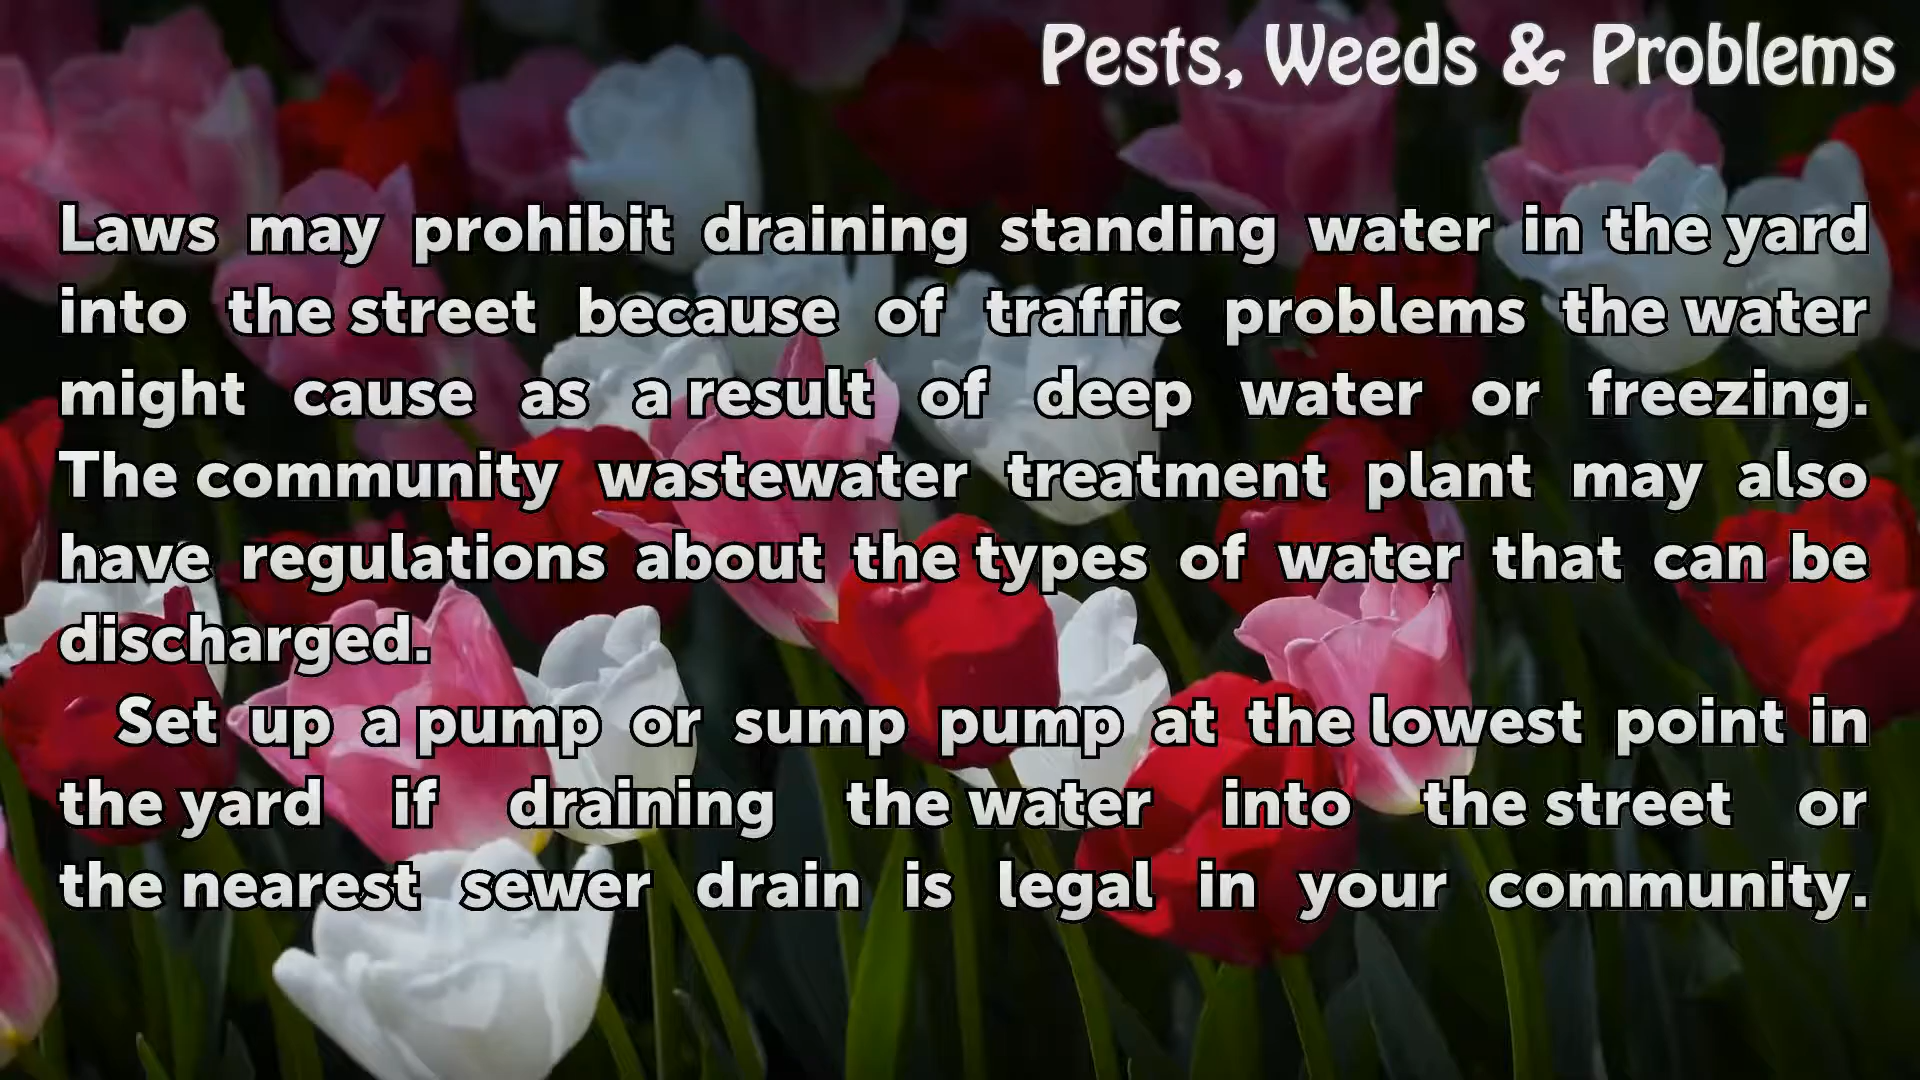 Pests, Weeds & Problems
Laws may prohibit draining standing water in the yard
into the street because of traffic problems the water
might cause as a result of deep water or freezing.
The community wastewater treatment plant may also
have regulations about the types of water that can be
discharged.
Set up a pump or sump pump at the lowest point in
the yard if draining the water into the street or
the nearest sewer drain is legal in your community.